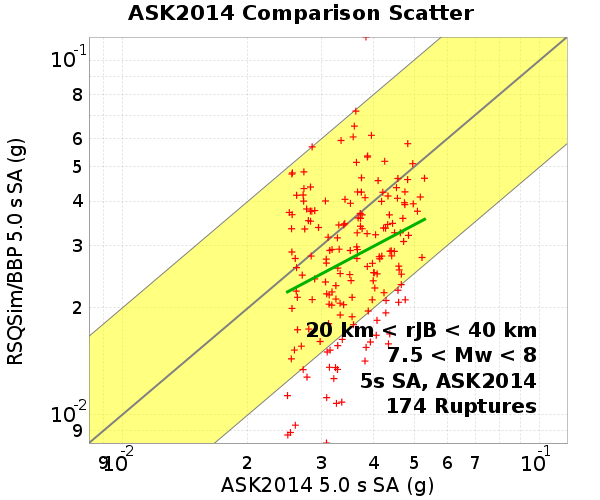 ASK2014 Comparison Scatter
RSQSim/BBP 5.0 s SA (g)
10-1
8
6
5
4
3
2
10-2
9
20 km < rJB < 40 km
7.5 < Mw < 8
5s SA, ASK2014
174 Ruptures
9 10-2 2 3 4 5 6 7 10-1
ASK2014 5.0 s SA (g)